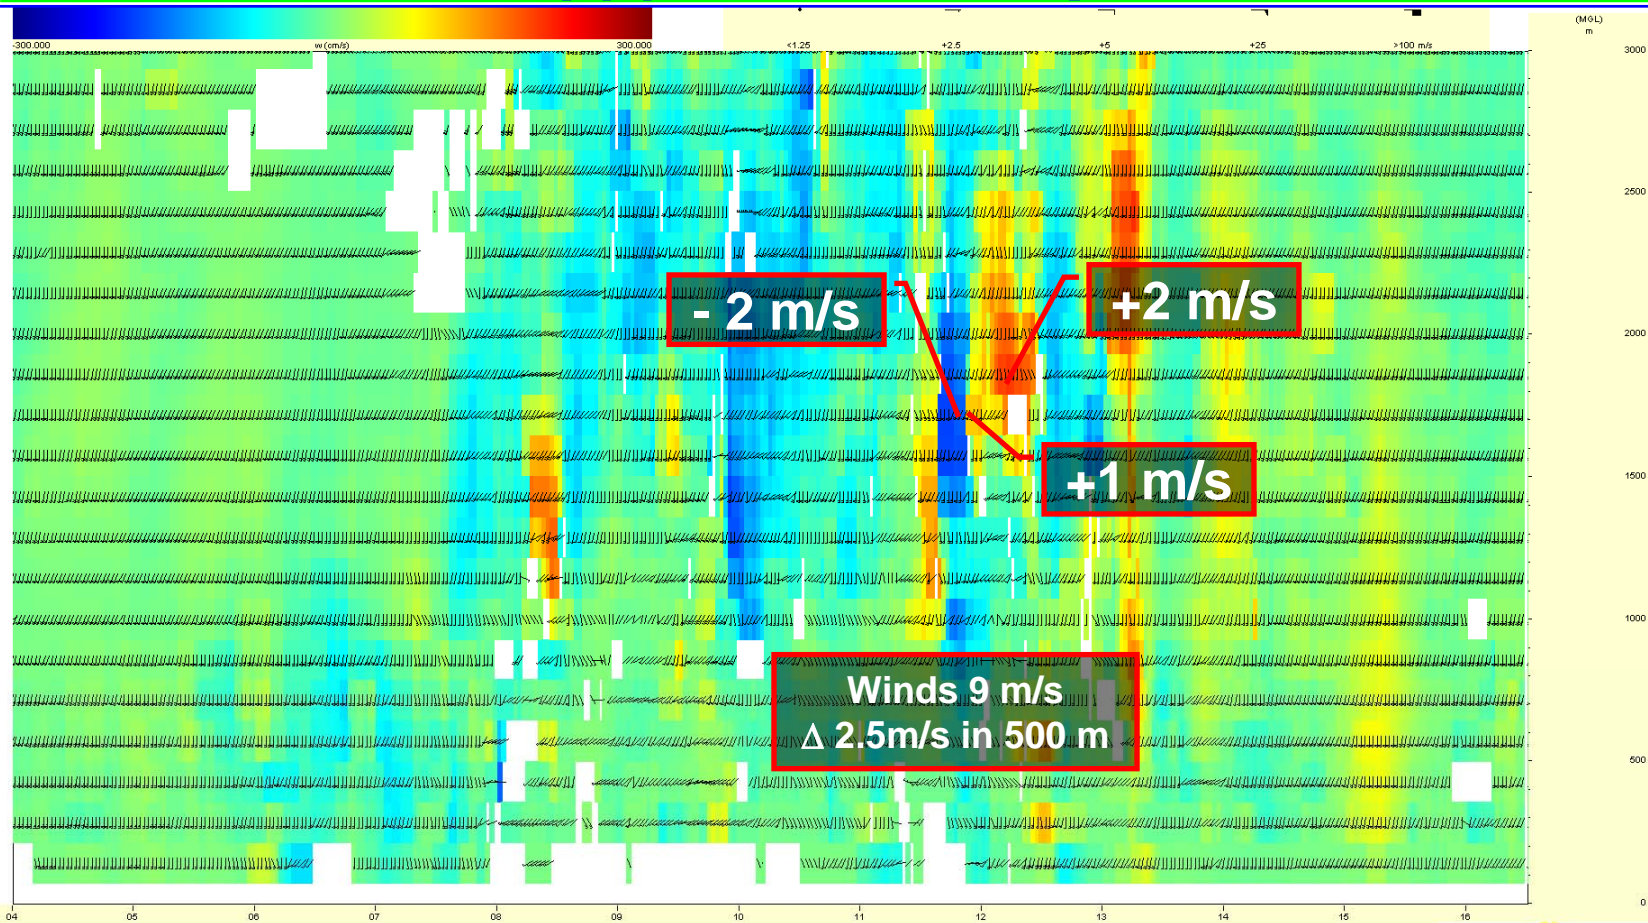 (MGL)
m
-300.000 w (cm/s) 300.000 <1.25 +2.5 +5 +25 >100 m/s
3000
2500
- 2 m/s
+2 m/s
2000
+1 m/s
1500
1000
Winds 9 m/s
Δ 2.5m/s in 500 m
500
0
04 05 06 07 08 09 10 11 12 13 14 15 16